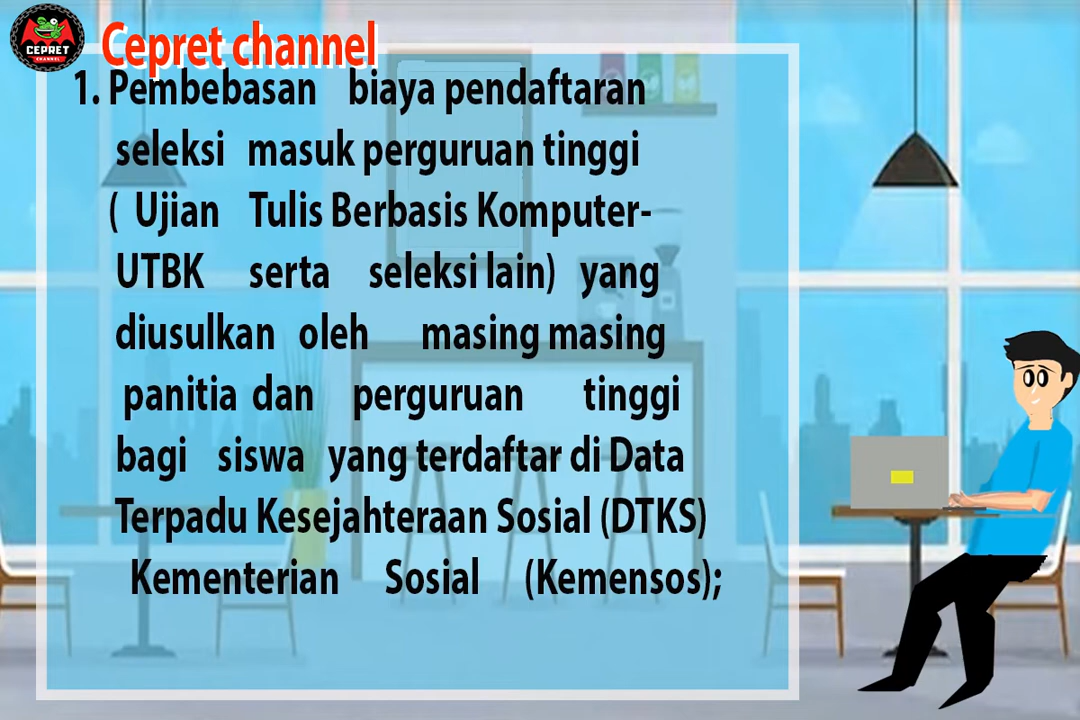 CEPRET
CHANNEL
Cepret channel
1. Pembebasan biaya pendaftaran
seleksi masuk perguruan tinggi
( Ujian Tulis Berbasis Komputer-
UTBK serta seleksi lain) yang
diusulkan oleh masing masing
panitia dan perguruan tinggi
bagi siswa yang terdaftar di Data
Terpadu Kesejahteraan Sosial (DTKS)
Kementerian Sosial (Kemensos);